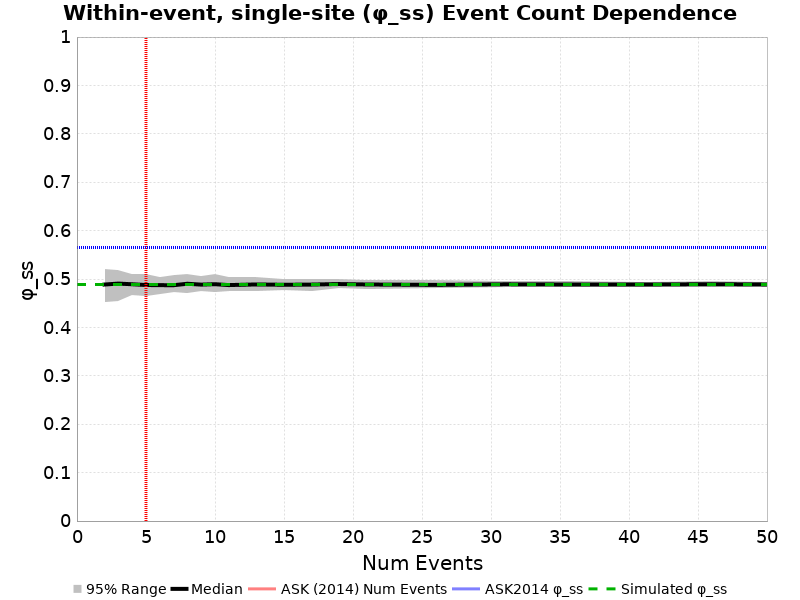 Within-event, single-site (φ_ss) Event Count Dependence
1
0.9
0.8
0.7
0.6
0.5
0.4
0.3
0.2
0.1
0
φ_ss
0 5 10 15 20 25 30 35 40 45 50
Num Events
95% Range Median ASK (2014) Num Events ASK2014 φ_ss Simulated φ_ss